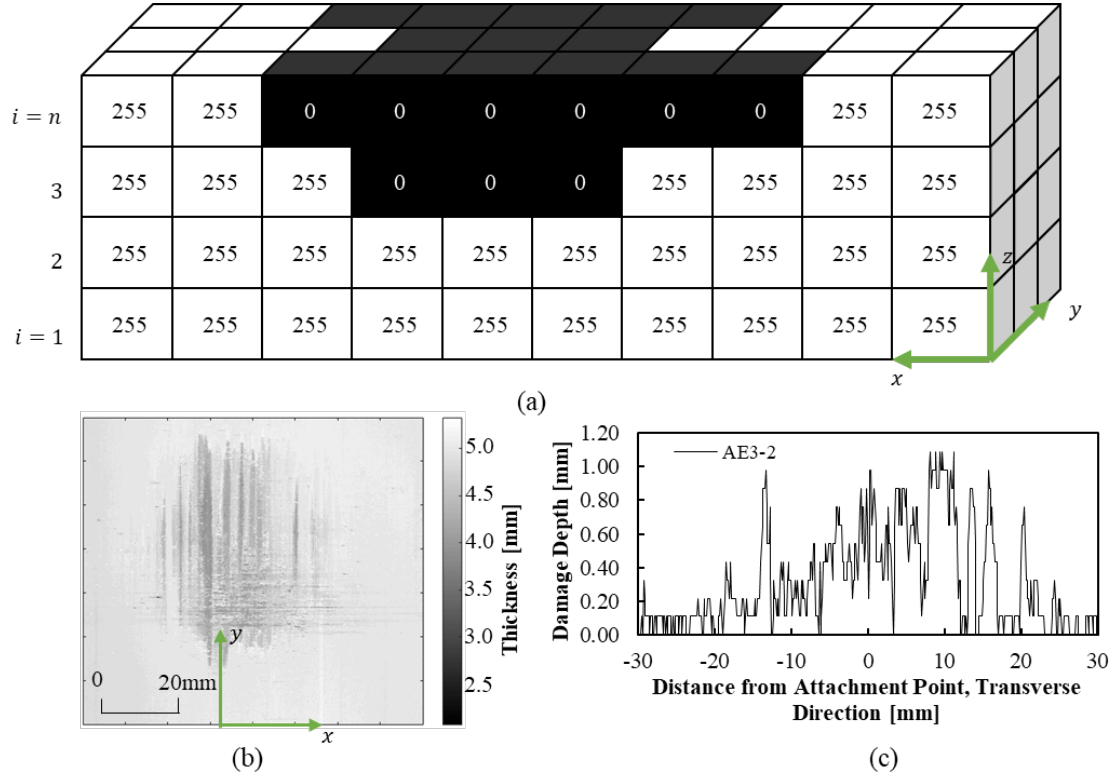 i = n 255 255 0 0 0 0 0 0 255 255
3 255 255 255 0 0 0 255 255 255 255
2 255 255 255 255 255 255 255 255 255 255
z
i = 1 255 255 255 255 255 255 255 255 255 255
y
x
(a)
5.0
4.5
4.0
3.5
3.0
2.5
Thickness [mm]
y
0 20mm
x
(b)
1.20
1.00
0.80
0.60
0.40
0.20
0.00
Damage Depth [mm]
AE3-2
-30 -20 -10 0 10 20 30
Distance from Attachment Point, Transverse
Direction [mm]
(c)